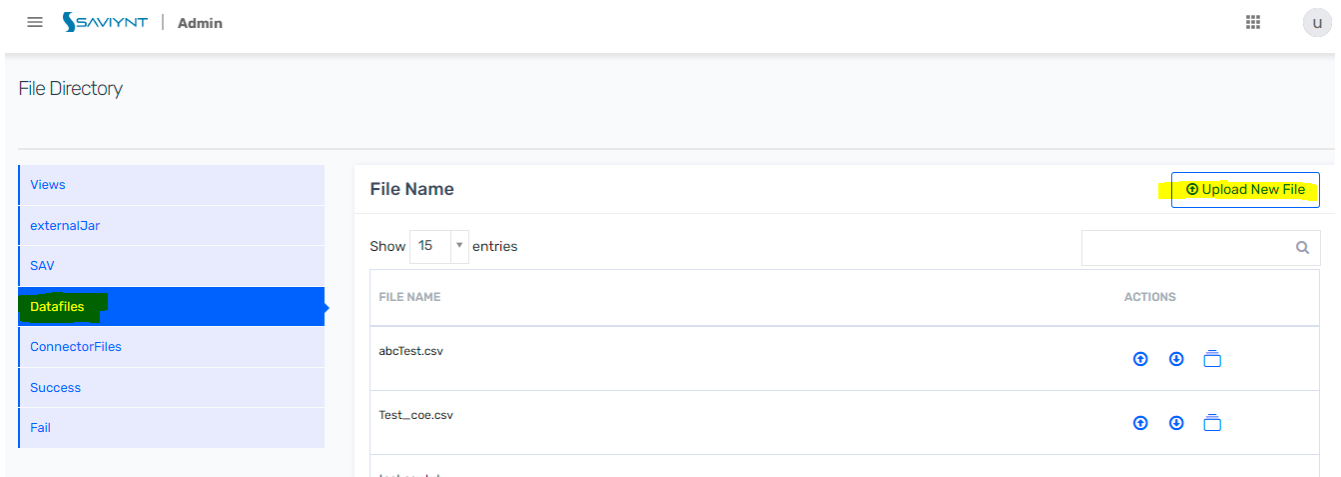 SAVIYNT Admin
u
File Directory
Views
externalJar
SAV
Datafiles
ConnectorFiles
Success
Fail
File Name
Upload New File
Show 15 entries
FILE NAME ACTIONS
abcTest.csv
Test_coe.csv